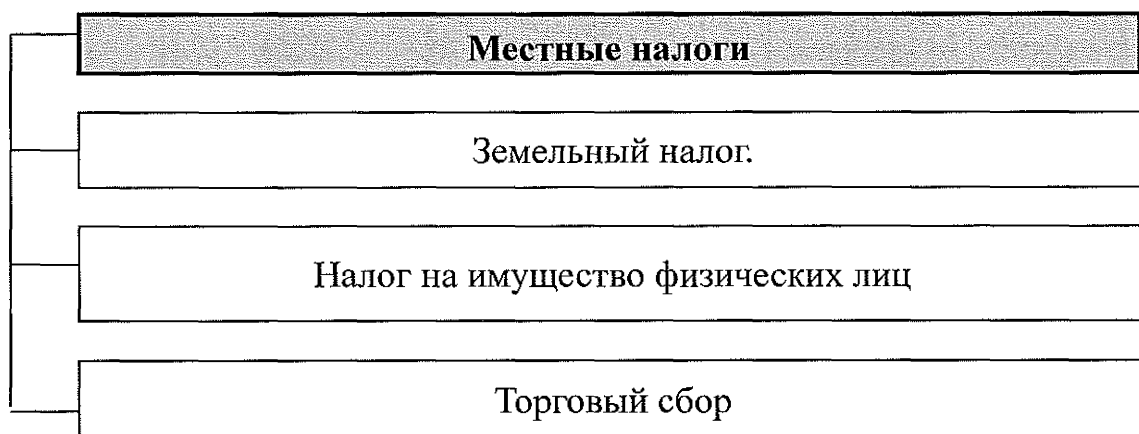 Местные налоги
Земельный налог.
Налог на имущество физических лиц
Торговый сбор